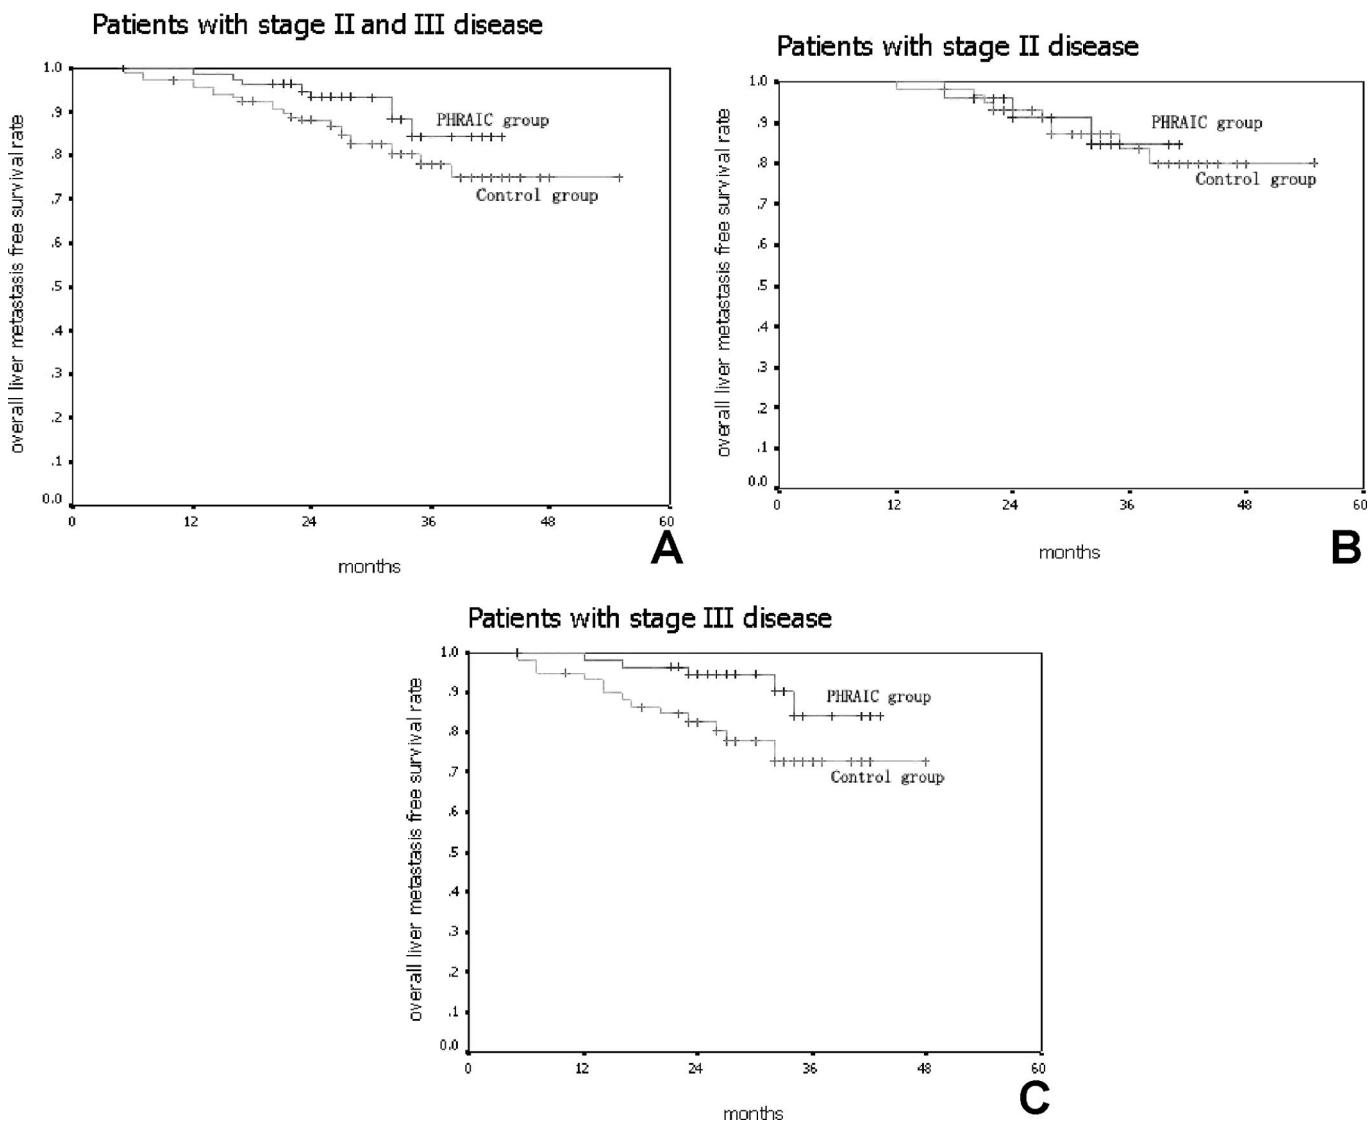 Patients with stage II and III disease
overall liver metastasis free survival rate
1.0
.9
.8
.7
.6
.5
.4
.3
.2
.1
0.0
PHRAIC group
Control group
0 12 24 36 48 60
months
A
Patients with stage II disease
overall liver metastasis free survival rate
1.0
.9
.8
.7
.6
.5
.4
.3
.2
.1
0.0
PHRAIC group
Control group
0 12 24 36 48 60
months
B
Patients with stage III disease
overall liver metastasis free survival rate
1.0
.9
.8
.7
.6
.5
.4
.3
.2
.1
0.0
PHRAIC group
Control group
0 12 24 36 48 60
months
C